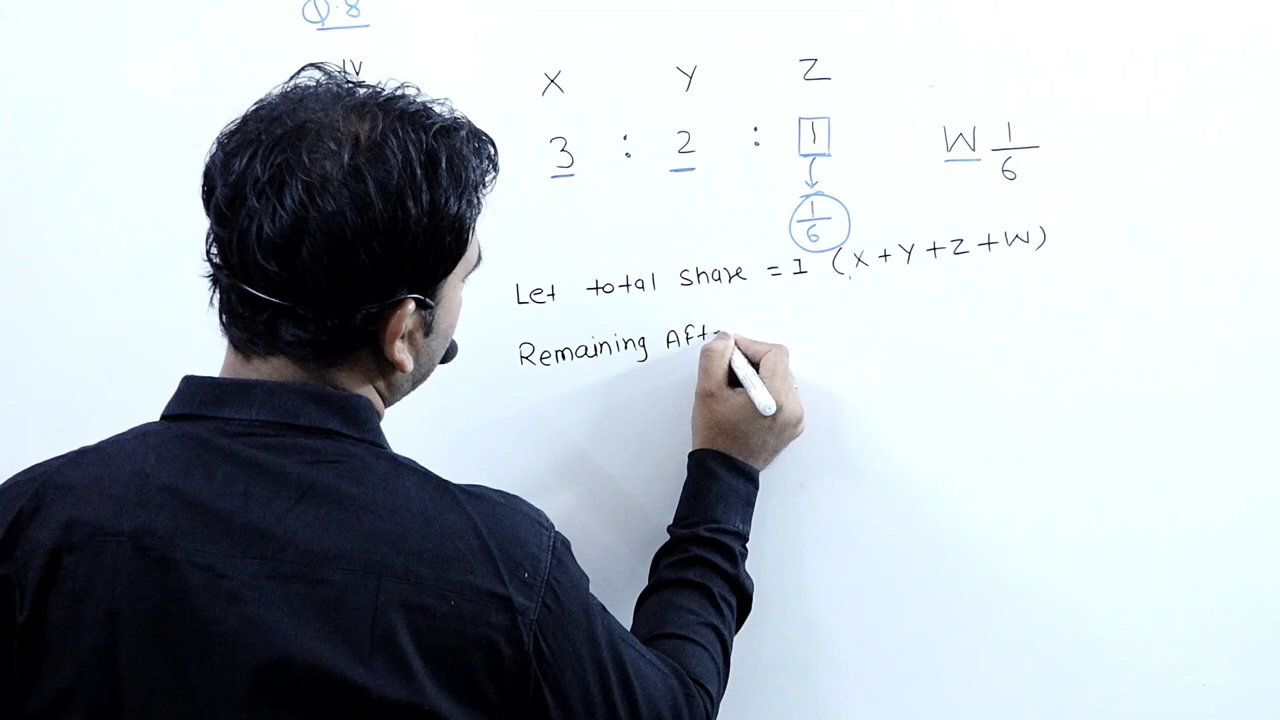 Q.8
X Y Z
3 : 2 : 1 W 1/6
1/6
Let total share = 1 (X+Y+Z+W)
Remaining Aft